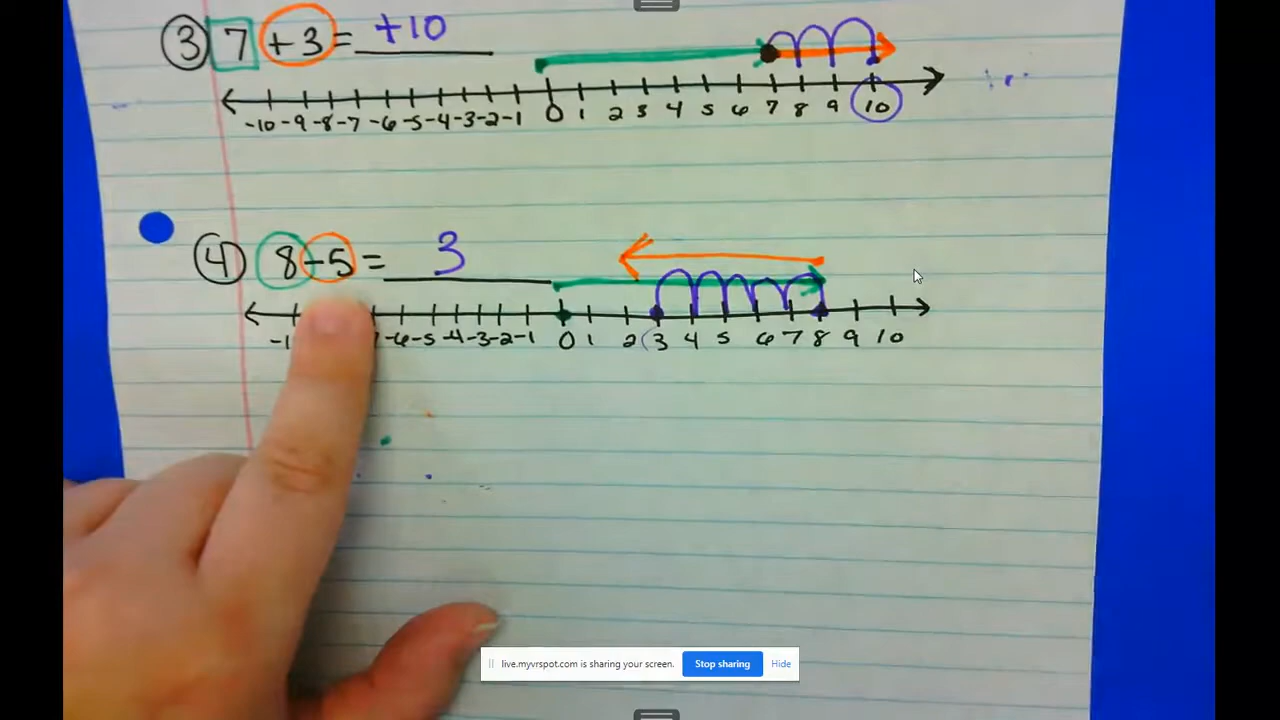 ③ 7 +3 = +10
-10 -9 -8 -7 -6 -5 -4 -3 -2 -1 0 1 2 3 4 5 6 7 8 9 10
④ 8 -5 = 3
-6 -5 -4 -3 -2 -1 0 1 2 3 4 5 6 7 8 9 10
live.myvrspot.com is sharing your screen. Stop sharing Hide